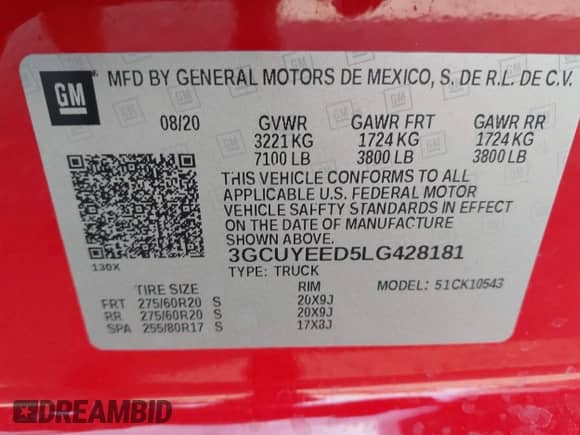 GM MFD BY GENERAL MOTORS DE MEXICO, S. DE R.L. DE C.V.
08/20 GVWR GAWR FRT GAWR RR
3221 KG 1724 KG 1724 KG
7100 LB 3800 LB 3800 LB
THIS VEHICLE CONFORMS TO ALL
APPLICABLE U.S. FEDERAL MOTOR
VEHICLE SAFTY STANDARDS IN EFFECT
ON THE DATE OF MANUFACTURE
SHOWN ABOVE.
3GCUYEED5LG428181
130X TYPE: TRUCK MODEL: 51CK10543
TIRE SIZE RIM
FRT 275/60R20 S 20X9J
RR 275/60R20 S 20X9J
SPA 255/80R17 S 17X8J
DREAMBID